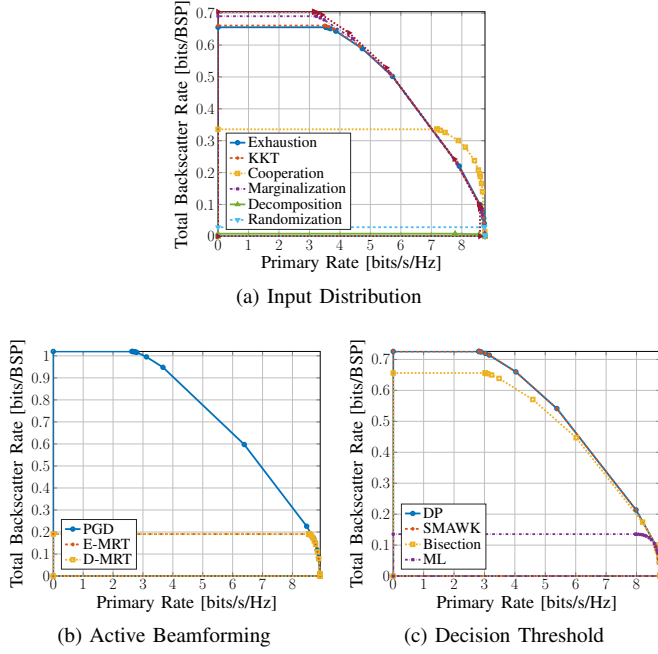 0.7
0.6
0.5
0.4
0.3
0.2
0.1
0
Total Backscatter Rate [bits/BSP]
Exhaustion
KKT
Cooperation
Marginalization
Decomposition
Randomization
0 1 2 3 4 5 6 7 8
Primary Rate [bits/s/Hz]
(a) Input Distribution
1
0.9
0.8
0.7
0.6
0.5
0.4
0.3
0.2
0.1
0
Total Backscatter Rate [bits/BSP]
PGD
E-MRT
D-MRT
0 1 2 3 4 5 6 7 8
Primary Rate [bits/s/Hz]
(b) Active Beamforming
0.7
0.6
0.5
0.4
0.3
0.2
0.1
0
Total Backscatter Rate [bits/BSP]
DP
SMAWK
Bisection
ML
0 1 2 3 4 5 6 7 8
Primary Rate [bits/s/Hz]
(c) Decision Threshold